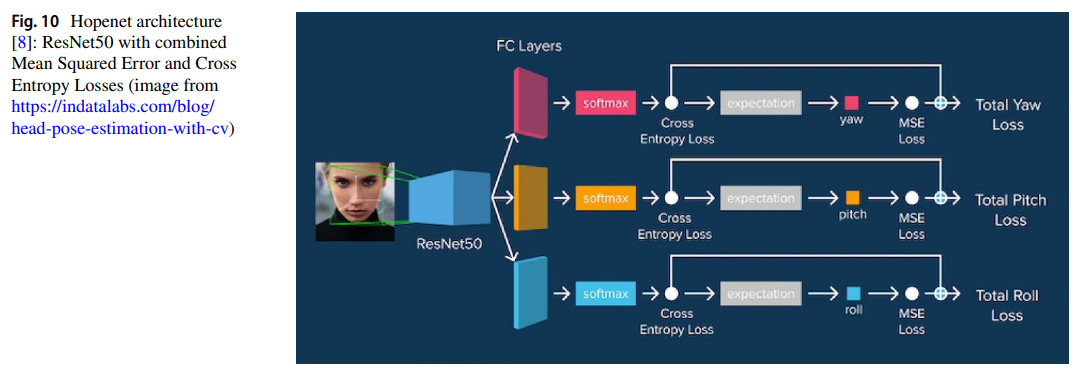 Fig. 10 Hopenet architecture
[8]: ResNet50 with combined
Mean Squared Error and Cross
Entropy Losses (image from
https://indatalabs.com/blog/
head-pose-estimation-with-cv)
FC Layers
softmax
Cross
Entropy Loss
expectation
yaw
MSE
Loss
Total Yaw
Loss
ResNet50
softmax
Cross
Entropy Loss
expectation
pitch
MSE
Loss
Total Pitch
Loss
softmax
Cross
Entropy Loss
expectation
roll
MSE
Loss
Total Roll
Loss